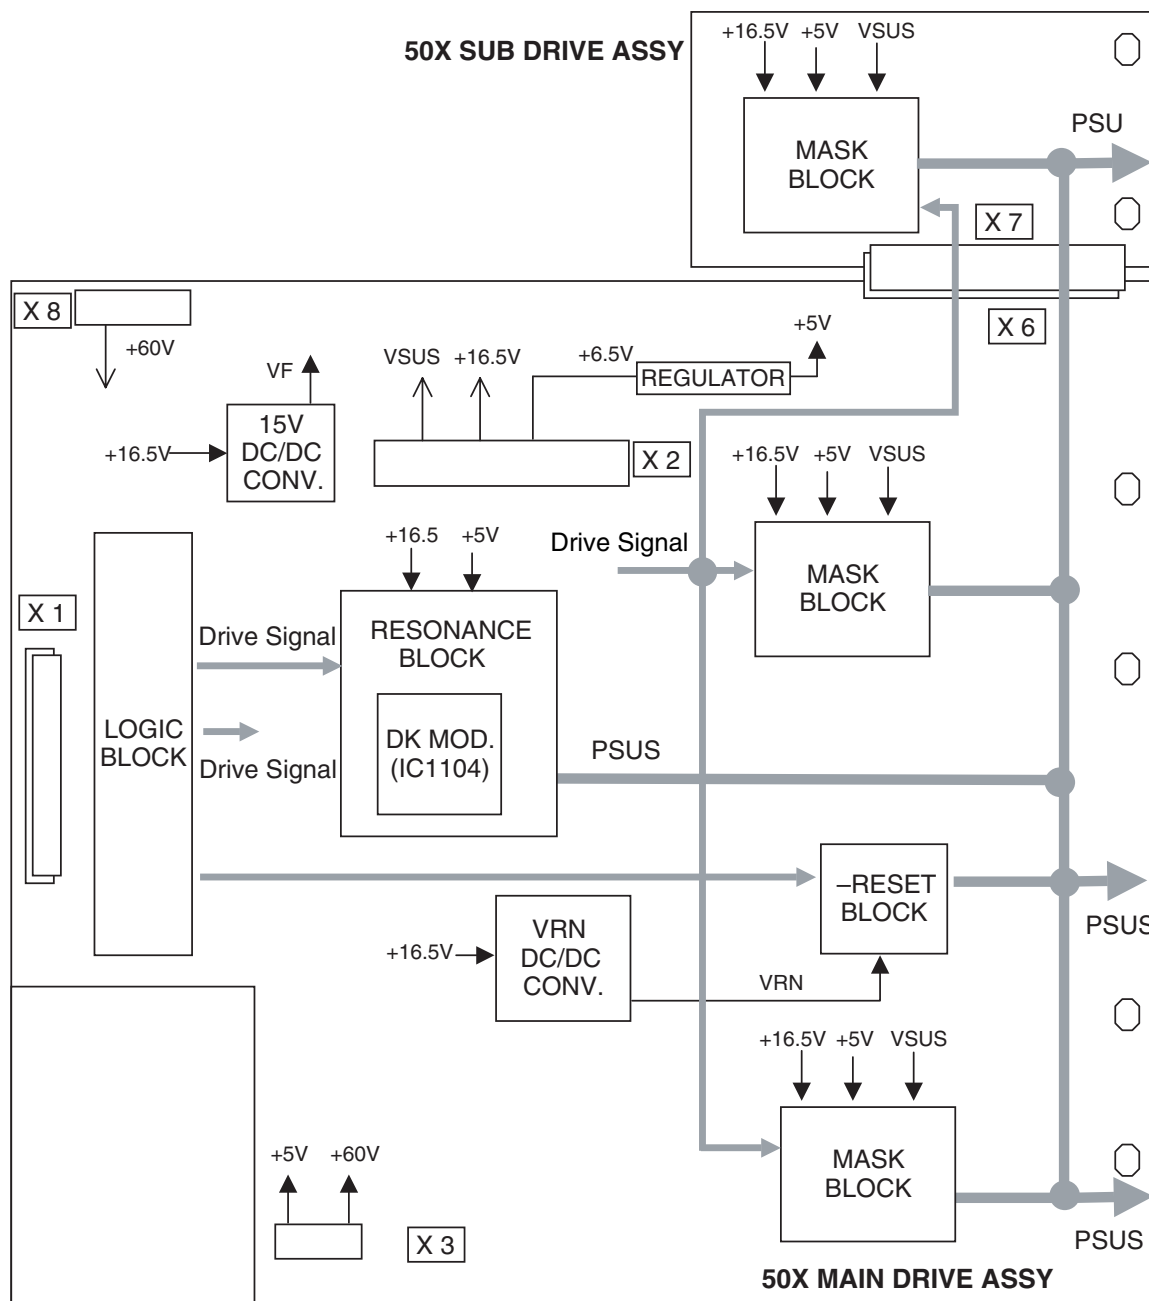 50X SUB DRIVE ASSY
+16.5V +5V VSUS
MASK
BLOCK
PSU
X 7
X 6
X 8
+60V
VF
+16.5V
15V
DC/DC
CONV.
VSUS +16.5V
+6.5V
REGULATOR
+5V
X 2
+16.5V +5V VSUS
MASK
BLOCK
Drive Signal
+16.5 +5V
RESONANCE
BLOCK
DK MOD.
(IC1104)
PSUS
X 1
LOGIC
BLOCK
Drive Signal
Drive Signal
–RESET
BLOCK
PSUS
+16.5V
VRN
DC/DC
CONV.
VRN
+16.5V +5V VSUS
MASK
BLOCK
PSUS
+5V +60V
X 3
50X MAIN DRIVE ASSY